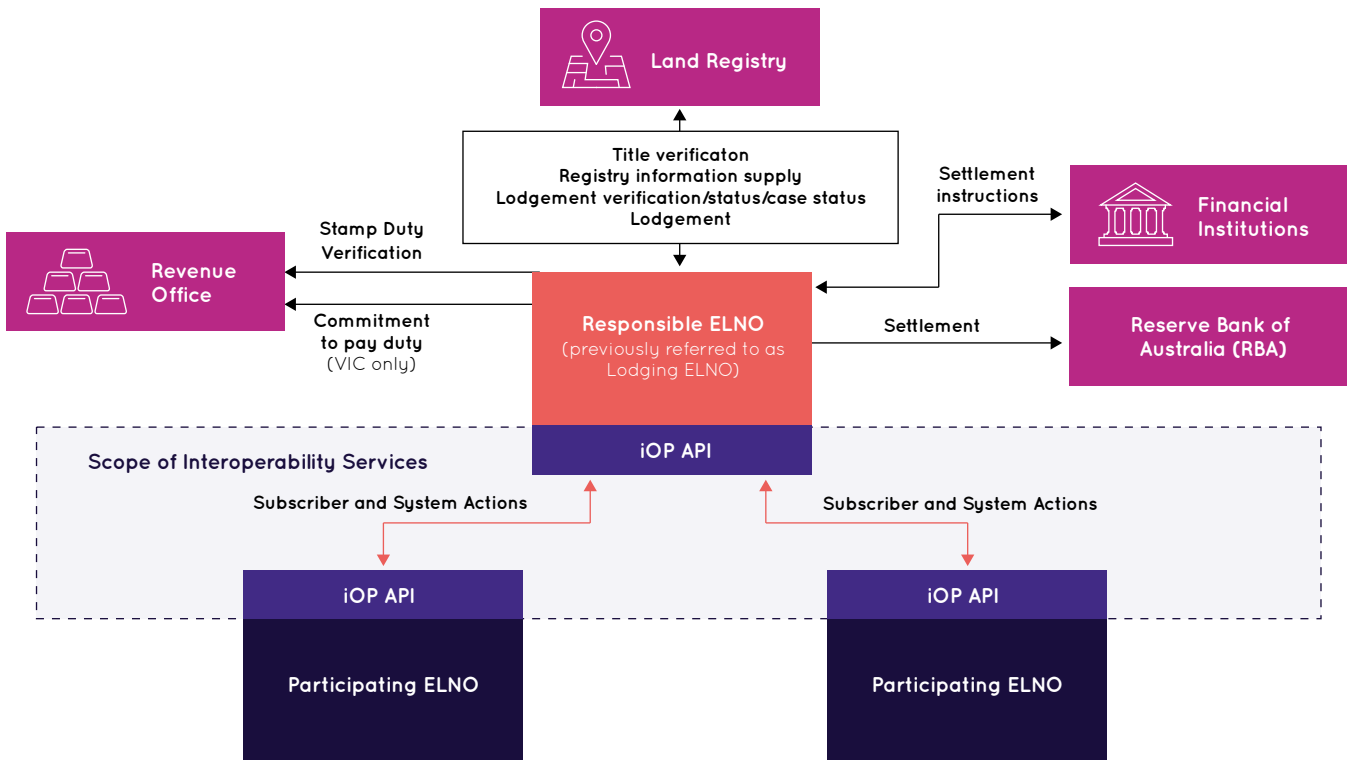 Land Registry
Title verificaton
Registry information supply
Lodgement verification/status/case status
Lodgement
Settlement
instructions
Financial
Institutions
Stamp Duty
Verification
Revenue
Office
Commitment
to pay duty
(VIC only)
Responsible ELNO
(previously referred to as
Lodging ELNO)
Settlement
Reserve Bank of
Australia (RBA)
iOP API
Scope of Interoperability Services
Subscriber and System Actions
Subscriber and System Actions
iOP API
iOP API
Participating ELNO
Participating ELNO